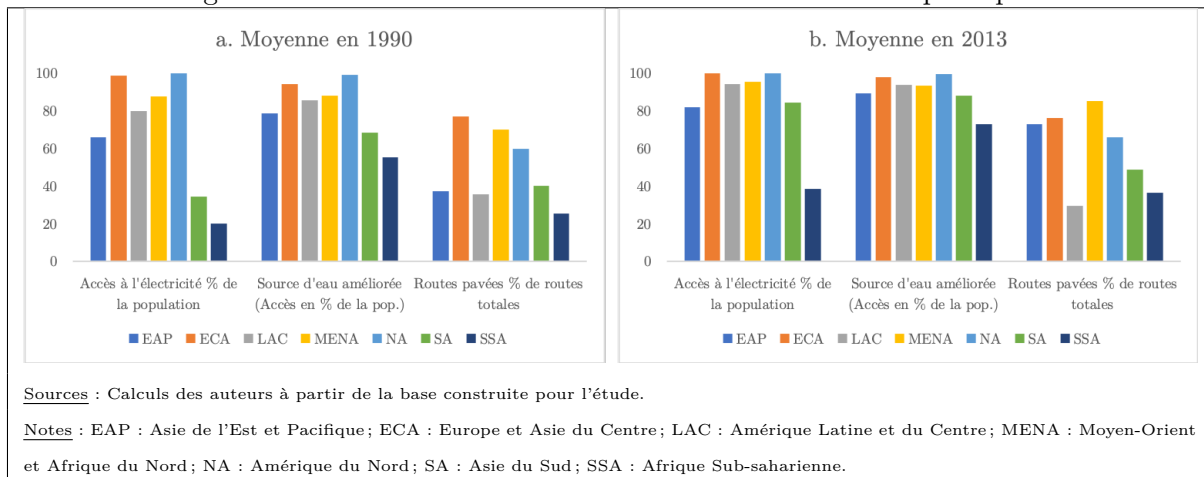 a. Moyenne en 1990
100
80
60
40
20
0
Accès à l'électricité % de
la population
Source d'eau améliorée
(Accès en % de la pop.)
Routes pavées % de routes
totales
EAP ECA LAC MENA NA SA SSA
b. Moyenne en 2013
100
80
60
40
20
0
Accès à l'électricité % de
la population
Source d'eau améliorée
(Accès en % de la pop.)
Routes pavées % de routes
totales
EAP ECA LAC MENA NA SA SSA
Sources : Calculs des auteurs à partir de la base construite pour l'étude.
Notes : EAP : Asie de l'Est et Pacifique ; ECA : Europe et Asie du Centre ; LAC : Amérique Latine et du Centre ; MENA : Moyen-Orient
et Afrique du Nord ; NA : Amérique du Nord ; SA : Asie du Sud ; SSA : Afrique Sub-saharienne.